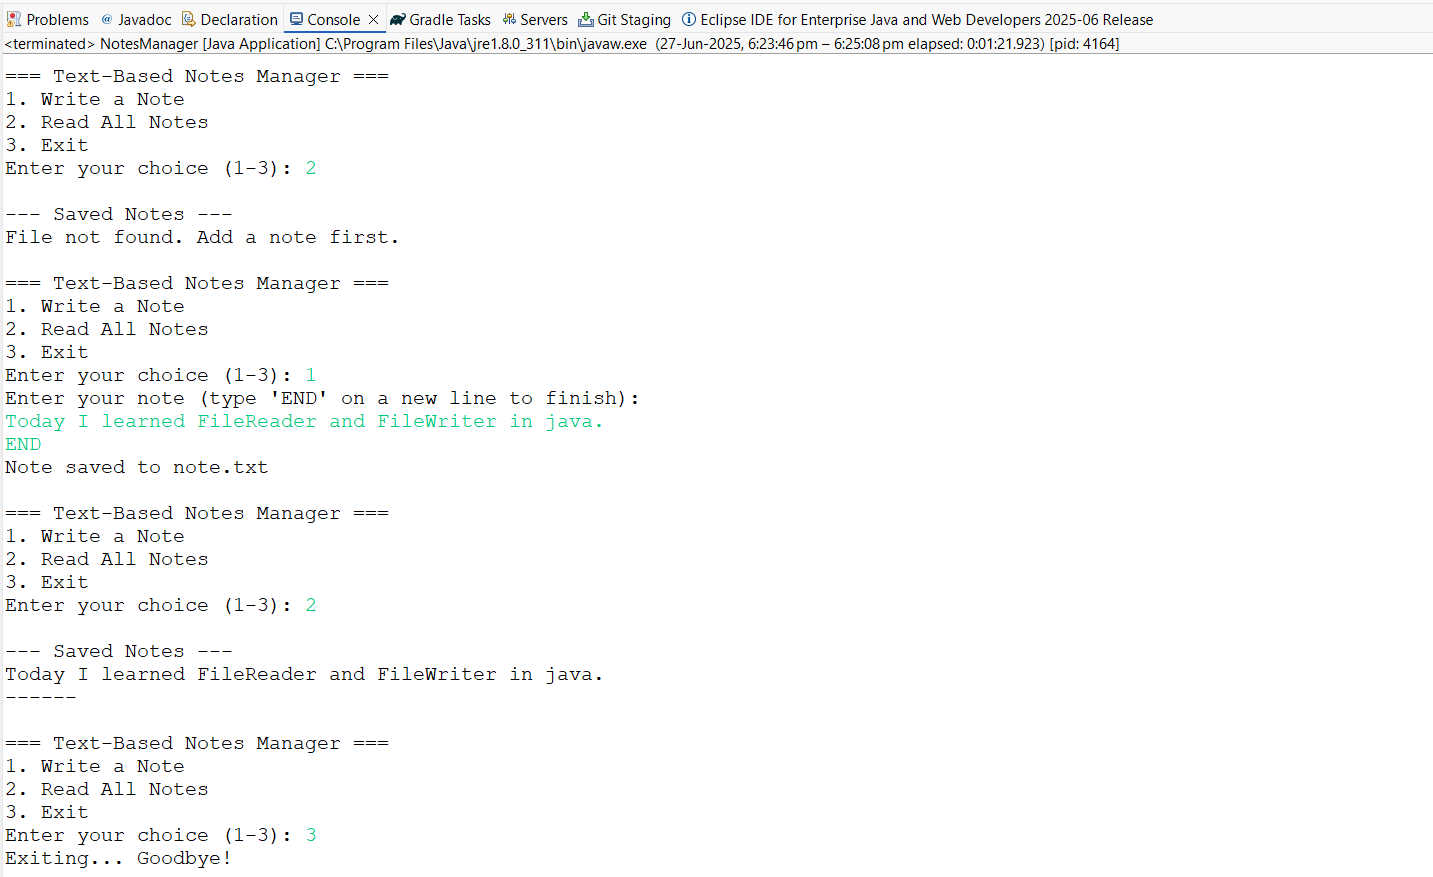 Problems @ Javadoc Declaration Console Gradle Tasks Servers Git Staging Eclipse IDE for Enterprise Java and Web Developers 2025-06 Release
<terminated> NotesManager [Java Application] C:\Program Files\Java\jre1.8.0_311\bin\javaw.exe (27-Jun-2025, 6:23:46 pm – 6:25:08 pm elapsed: 0:01:21.923) [pid: 4164]
=== Text-Based Notes Manager ===
1. Write a Note
2. Read All Notes
3. Exit
Enter your choice (1-3): 2
--- Saved Notes ---
File not found. Add a note first.
=== Text-Based Notes Manager ===
1. Write a Note
2. Read All Notes
3. Exit
Enter your choice (1-3): 1
Enter your note (type 'END' on a new line to finish):
Today I learned FileReader and FileWriter in java.
END
Note saved to note.txt
=== Text-Based Notes Manager ===
1. Write a Note
2. Read All Notes
3. Exit
Enter your choice (1-3): 2
--- Saved Notes ---
Today I learned FileReader and FileWriter in java.
------
=== Text-Based Notes Manager ===
1. Write a Note
2. Read All Notes
3. Exit
Enter your choice (1-3): 3
Exiting... Goodbye!